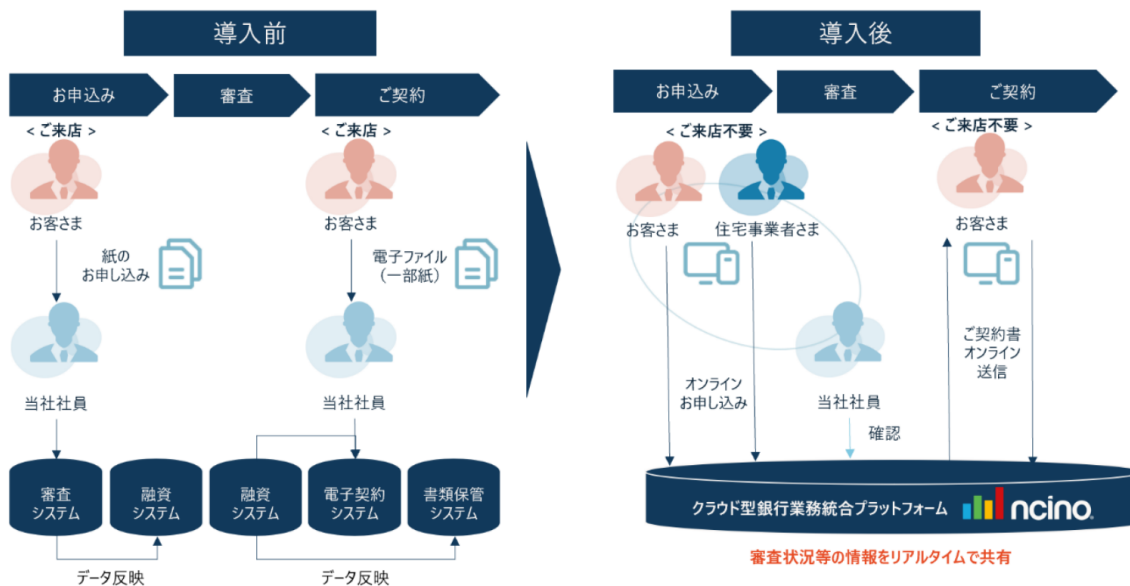 導入前
お申込み
審査
ご契約
< ご来店 >
< ご来店 >
お客さま
お客さま
紙の
お申し込み
電子ファイル
（一部紙）
当社社員
当社社員
審査
システム
融資
システム
融資
システム
電子契約
システム
書類保管
システム
データ反映
データ反映
導入後
お申込み
審査
ご契約
< ご来店不要 >
< ご来店不要 >
お客さま
住宅事業者さま
お客さま
オンライン
お申し込み
当社社員
確認
ご契約書
オンライン
送信
クラウド型銀行業務統合プラットフォーム
ncino
審査状況等の情報をリアルタイムで共有